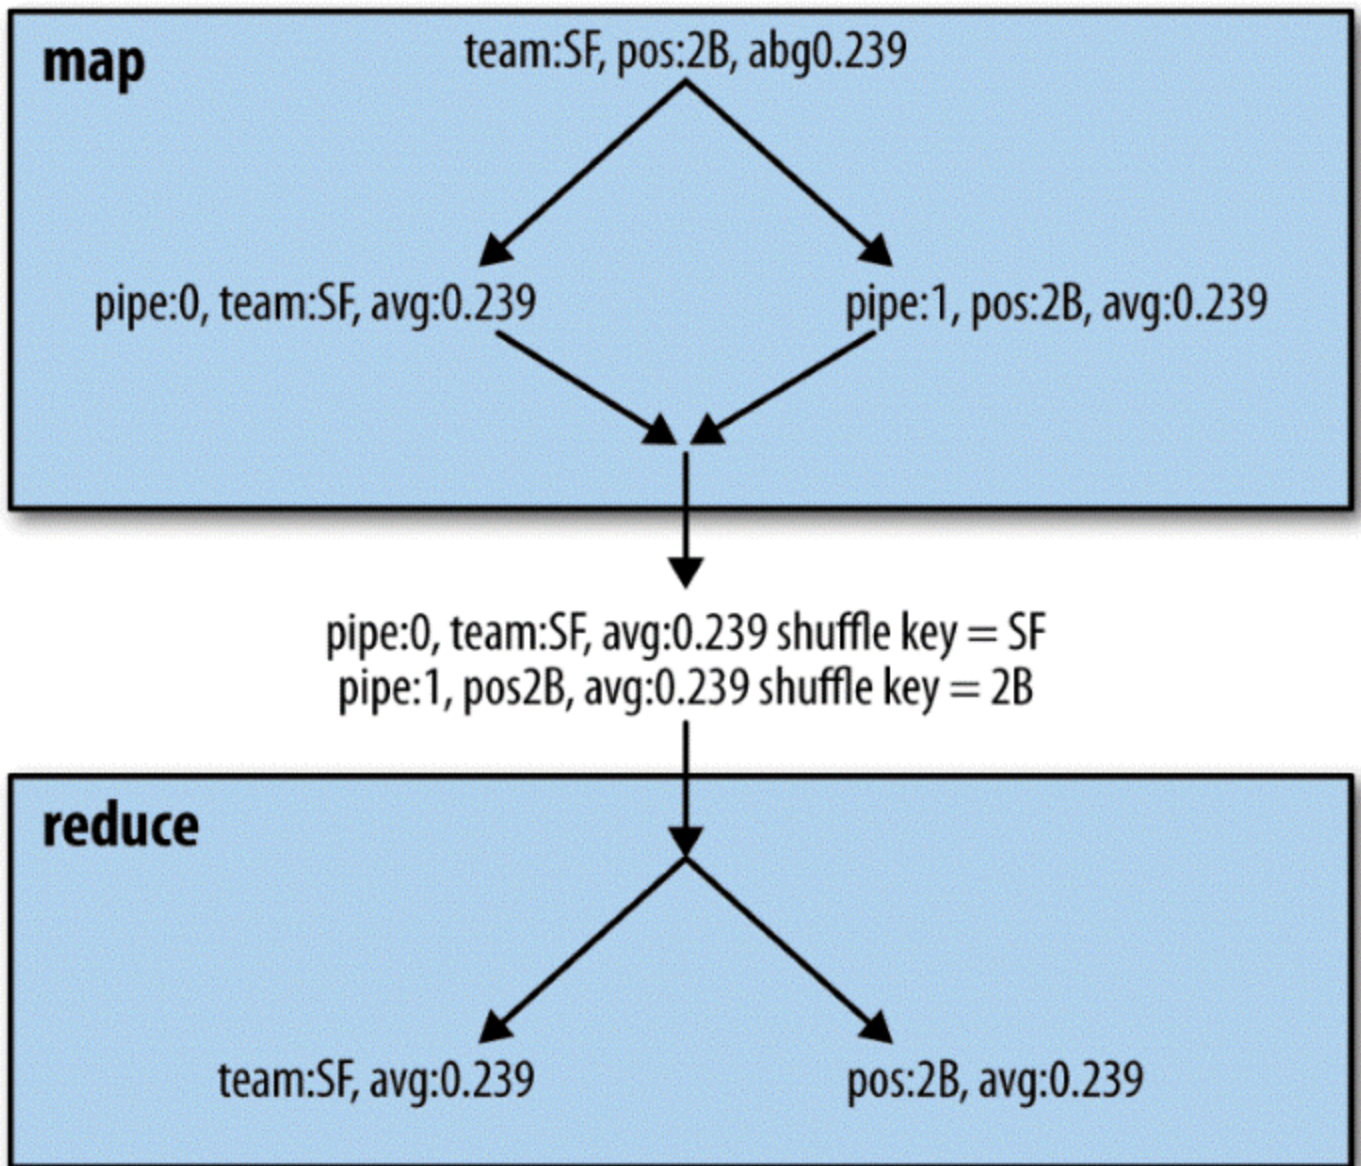 map
team:SF, pos:2B, abg0.239
pipe:0, team:SF, avg:0.239
pipe:1, pos:2B, avg:0.239
pipe:0, team:SF, avg:0.239 shuffle key = SF
pipe:1, pos2B, avg:0.239 shuffle key = 2B
reduce
team:SF, avg:0.239
pos:2B, avg:0.239